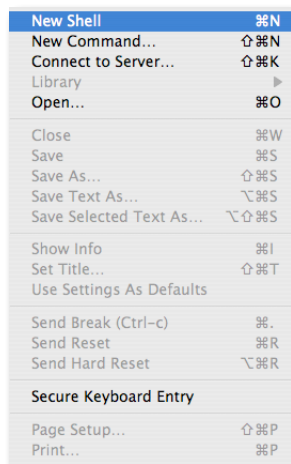 New Shell ⌘N
New Command... ⇧⌘N
Connect to Server... ⇧⌘K
Library ▶
Open... ⌘O
Close ⌘W
Save ⌘S
Save As... ⇧⌘S
Save Text As... ⌥⌘S
Save Selected Text As... ⌥⇧⌘S
Show Info ⌘I
Set Title... ⇧⌘T
Use Settings As Defaults
Send Break (Ctrl-c) ⌘.
Send Reset ⌘R
Send Hard Reset ⌥⌘R
Secure Keyboard Entry
Page Setup... ⇧⌘P
Print... ⌘P